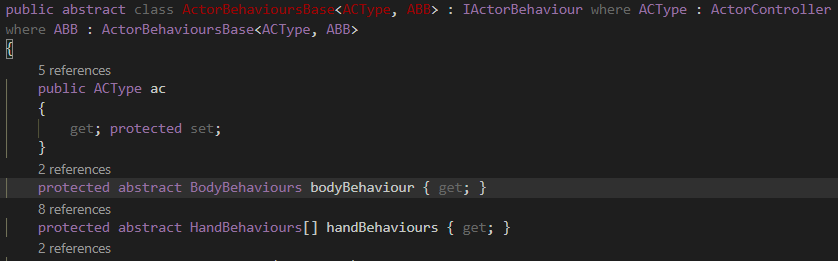 public abstract class ActorBehavioursBase<ACType, ABB> : IActorBehaviour where ACType : ActorController
where ABB : ActorBehavioursBase<ACType, ABB>
{
5 references
public ACType ac
{
get; protected set;
}
2 references
protected abstract BodyBehaviours bodyBehaviour { get; }
8 references
protected abstract HandBehaviours[] handBehaviours { get; }
2 references